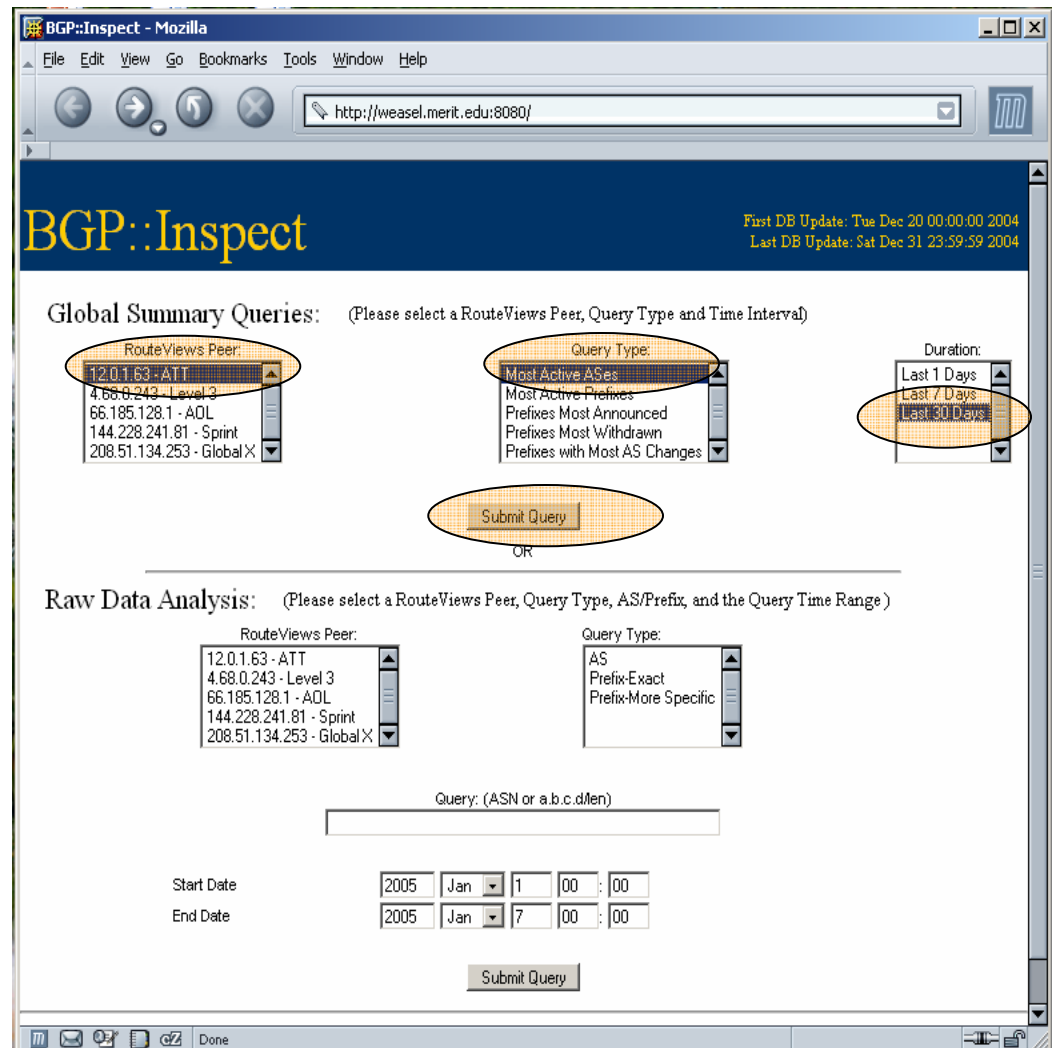 BGP::Inspect - Mozilla
File Edit View Go Bookmarks Tools Window Help
http://weasel.merit.edu:8080/
BGP::Inspect
First DB Update: Tue Dec 20 00:00:00 2004
Last DB Update: Sat Dec 31 23:59:59 2004
Global Summary Queries: (Please select a RouteViews Peer, Query Type and Time Interval)
RouteViews Peer: Query Type: Duration:
12.0.1.63 - ATT Most Active ASes Last 1 Days
4.68.0.243 - Level 3 Most Active Prefixes Last 7 Days
66.185.128.1 - AOL Prefixes Most Announced Last 30 Days
144.228.241.81 - Sprint Prefixes Most Withdrawn
208.51.134.253 - Global X Prefixes with Most AS Changes
Submit Query
OR
Raw Data Analysis: (Please select a RouteViews Peer, Query Type, AS/Prefix, and the Query Time Range )
RouteViews Peer: Query Type:
12.0.1.63 - ATT AS
4.68.0.243 - Level 3 Prefix-Exact
66.185.128.1 - AOL Prefix-More Specific
144.228.241.81 - Sprint
208.51.134.253 - Global X
Query: (ASN or a.b.c.d/len)
Start Date 2005 Jan 1 00 : 00
End Date 2005 Jan 7 00 : 00
Submit Query
Done